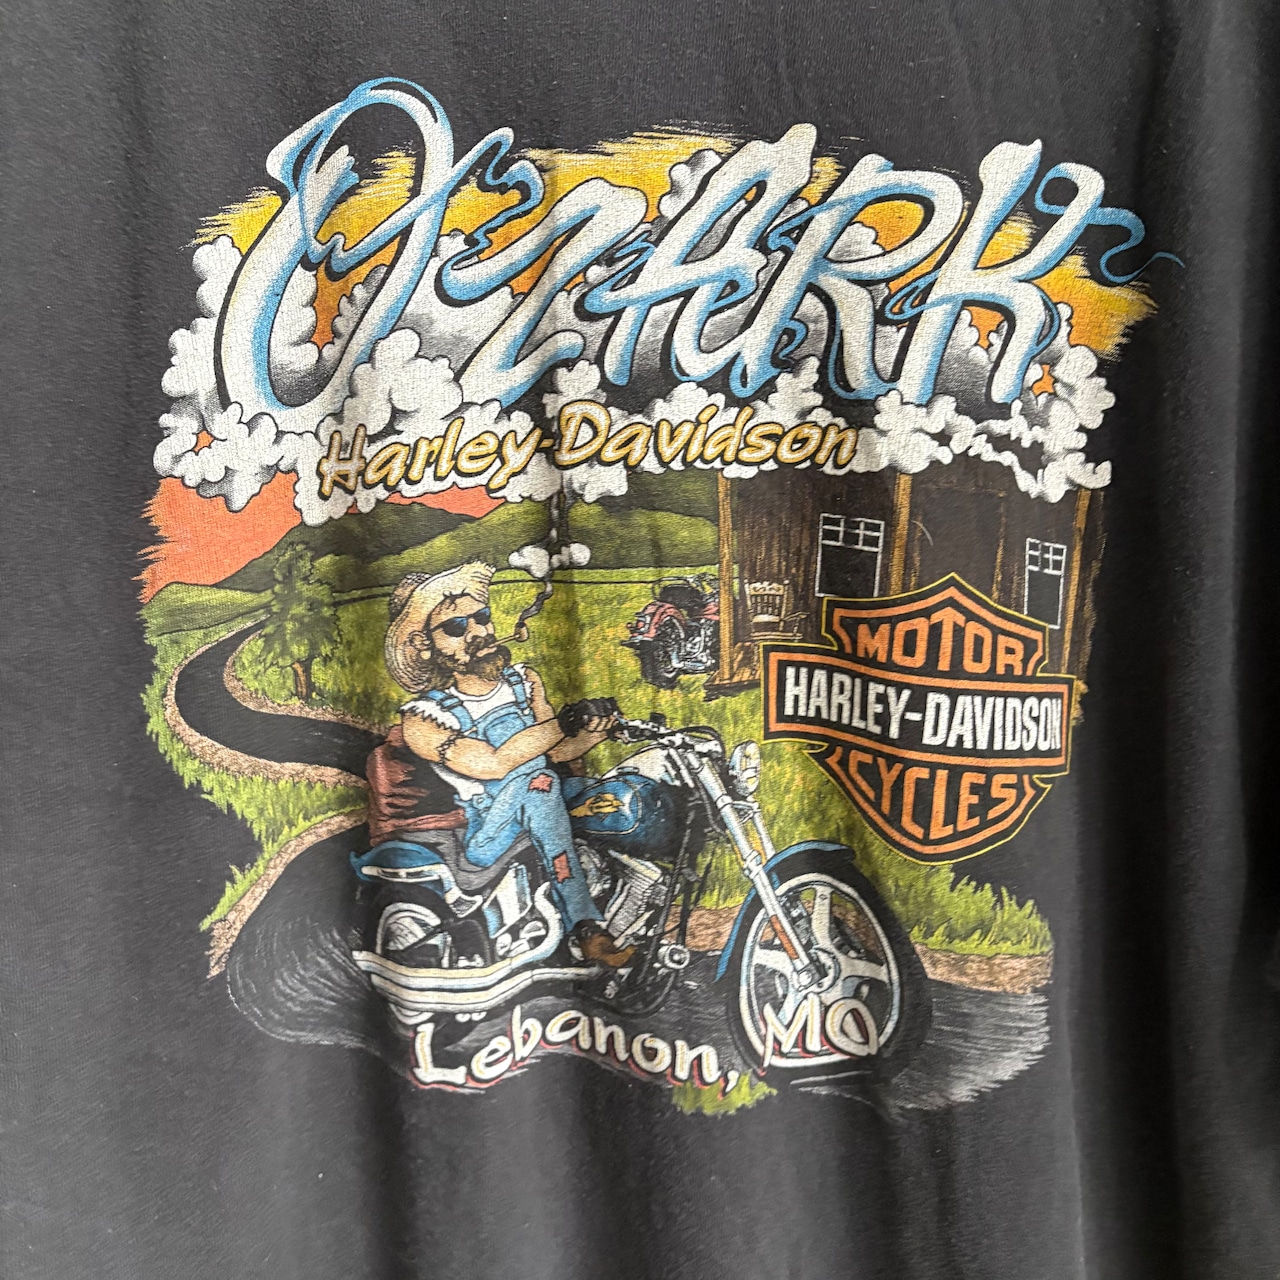 OZARK
Harley-Davidson
MOTOR
HARLEY-DAVIDSON
CYCLES
Lebanon, MO